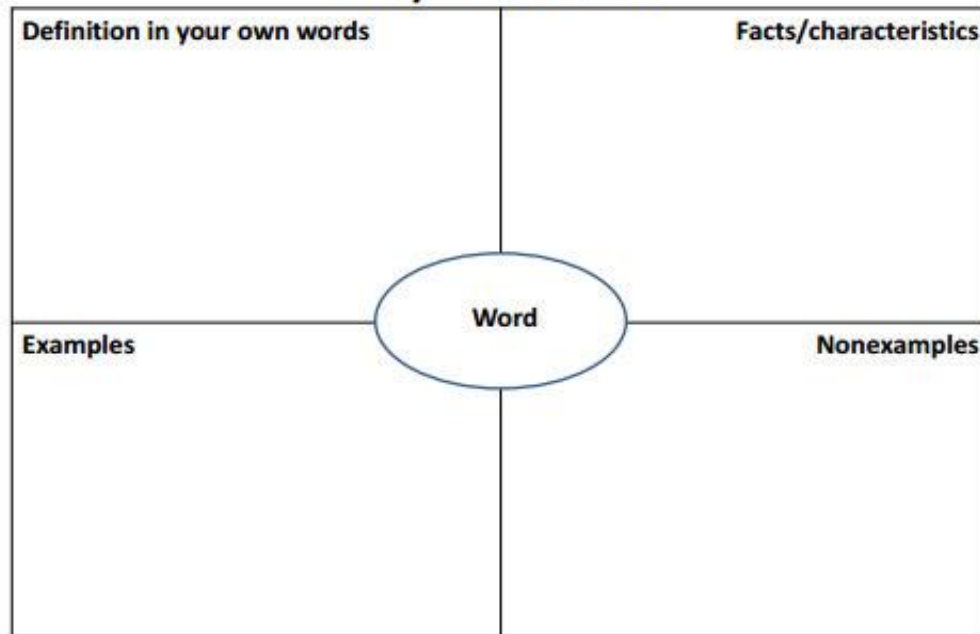 Definition in your own words
Facts/characteristics
Word
Examples
Nonexamples